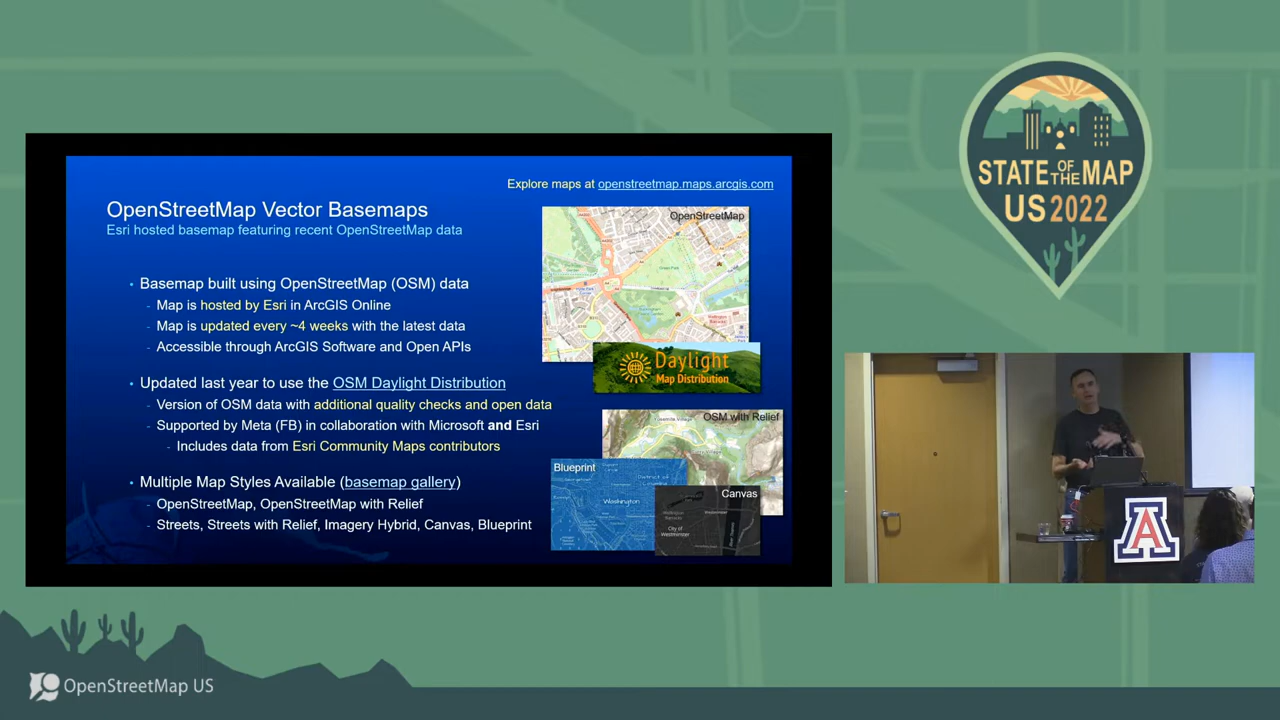 Explore maps at openstreetmap.maps.arcgis.com
OpenStreetMap Vector Basemaps
Esri hosted basemap featuring recent OpenStreetMap data
• Basemap built using OpenStreetMap (OSM) data
- Map is hosted by Esri in ArcGIS Online
- Map is updated every ~4 weeks with the latest data
- Accessible through ArcGIS Software and Open APIs
• Updated last year to use the OSM Daylight Distribution
- Version of OSM data with additional quality checks and open data
- Supported by Meta (FB) in collaboration with Microsoft and Esri
- Includes data from Esri Community Maps contributors
• Multiple Map Styles Available (basemap gallery)
- OpenStreetMap, OpenStreetMap with Relief
- Streets, Streets with Relief, Imagery Hybrid, Canvas, Blueprint
OpenStreetMap
Daylight
Map Distribution
OSM with Relief
Blueprint
Washington
Canvas
City of
Westminster
STATE OF THE MAP
US 2022
A
OpenStreetMap US